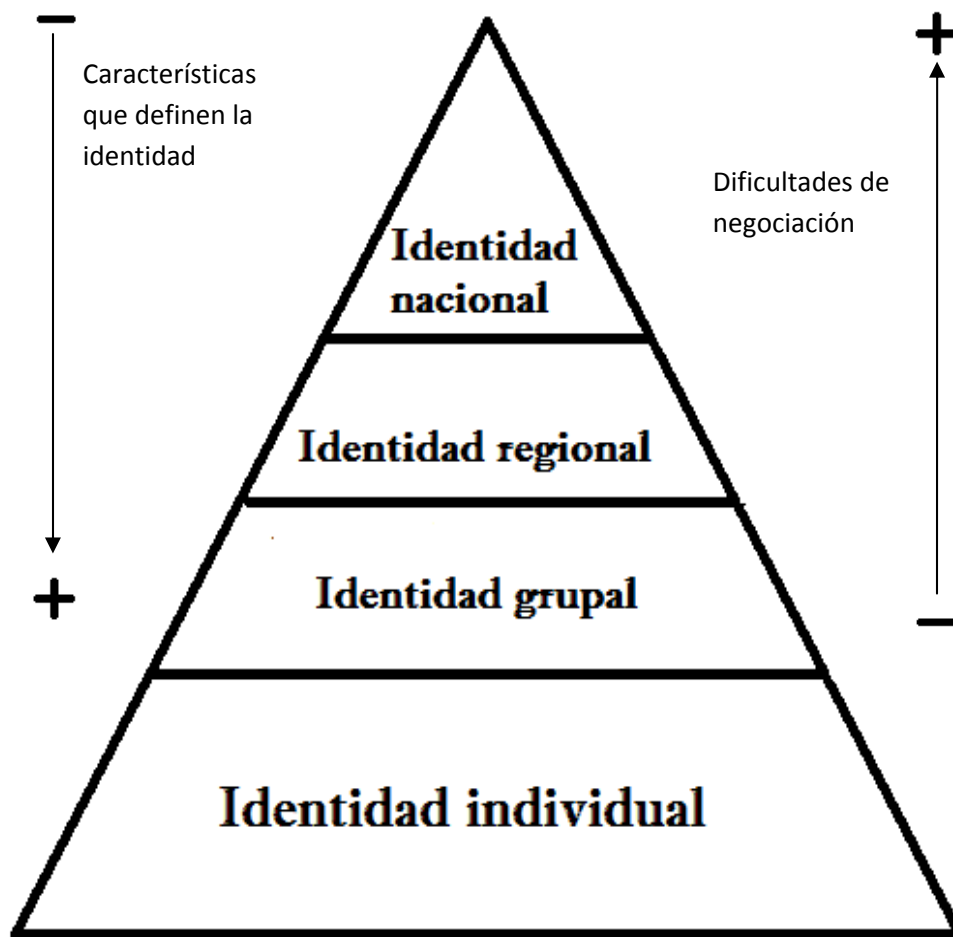 −
+
Características
que definen la
identidad
Dificultades de
negociación
Identidad
nacional
Identidad regional
Identidad grupal
+
−
Identidad individual